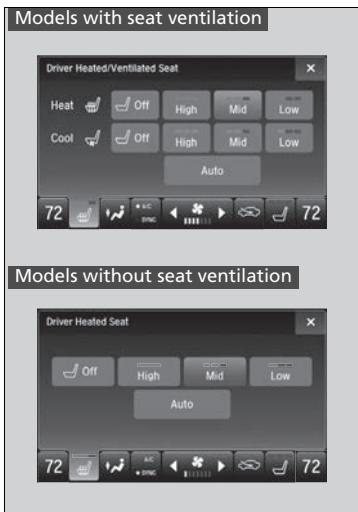 Models with seat ventilation
Driver Heated/Ventilated Seat ×
Heat Off High Mid Low
Cool Off High Mid Low
Auto
72 • A/C SYNC 72
Models without seat ventilation
Driver Heated Seat ×
Off High Mid Low
Auto
72 A/C • SYNC 72